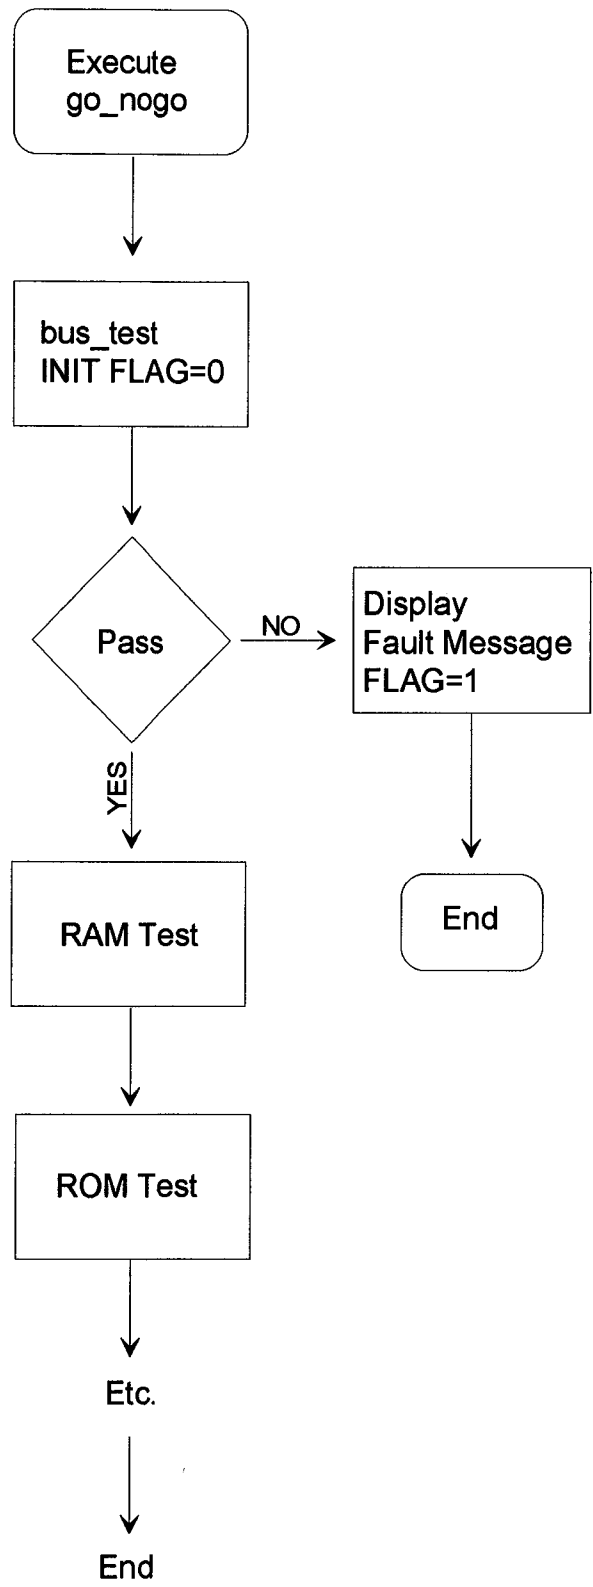 Execute
go_nogo
bus_test
INIT FLAG=0
Pass
NO
Display
Fault Message
FLAG=1
YES
RAM Test
End
ROM Test
Etc.
End